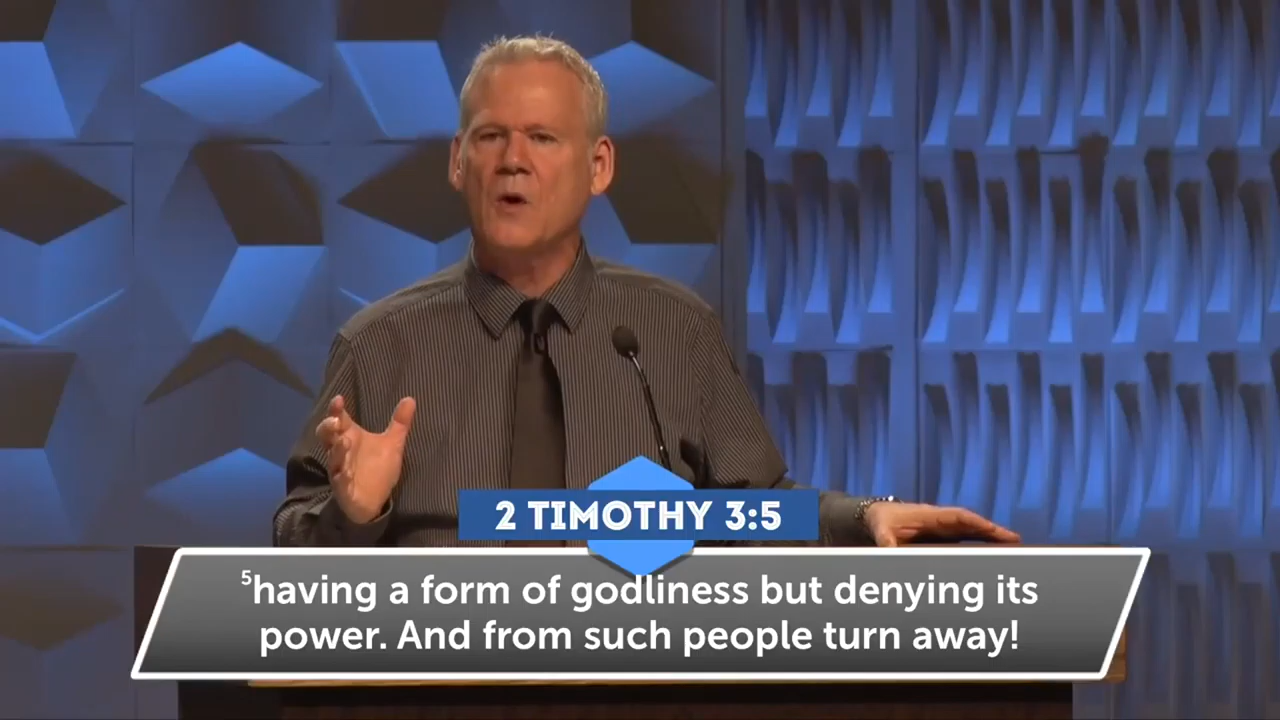 2 TIMOTHY 3:5
⁵having a form of godliness but denying its
power. And from such people turn away!